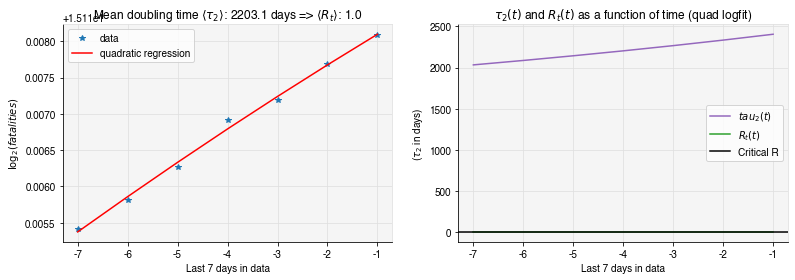 Mean doubling time ⟨τ₂⟩: 2203.1 days => ⟨Rₜ⟩: 1.0
data
quadratic regression
0.0080
0.0075
0.0070
0.0065
0.0060
0.0055
log₂(fatalities)
-7 -6 -5 -4 -3 -2 -1
Last 7 days in data
τ₂(t) and Rₜ(t) as a function of time (quad logfit)
2500
2000
1500
1000
500
0
(τ₂ in days)
tau₂(t)
Rₜ(t)
Critical R
-7 -6 -5 -4 -3 -2 -1
Last 7 days in data